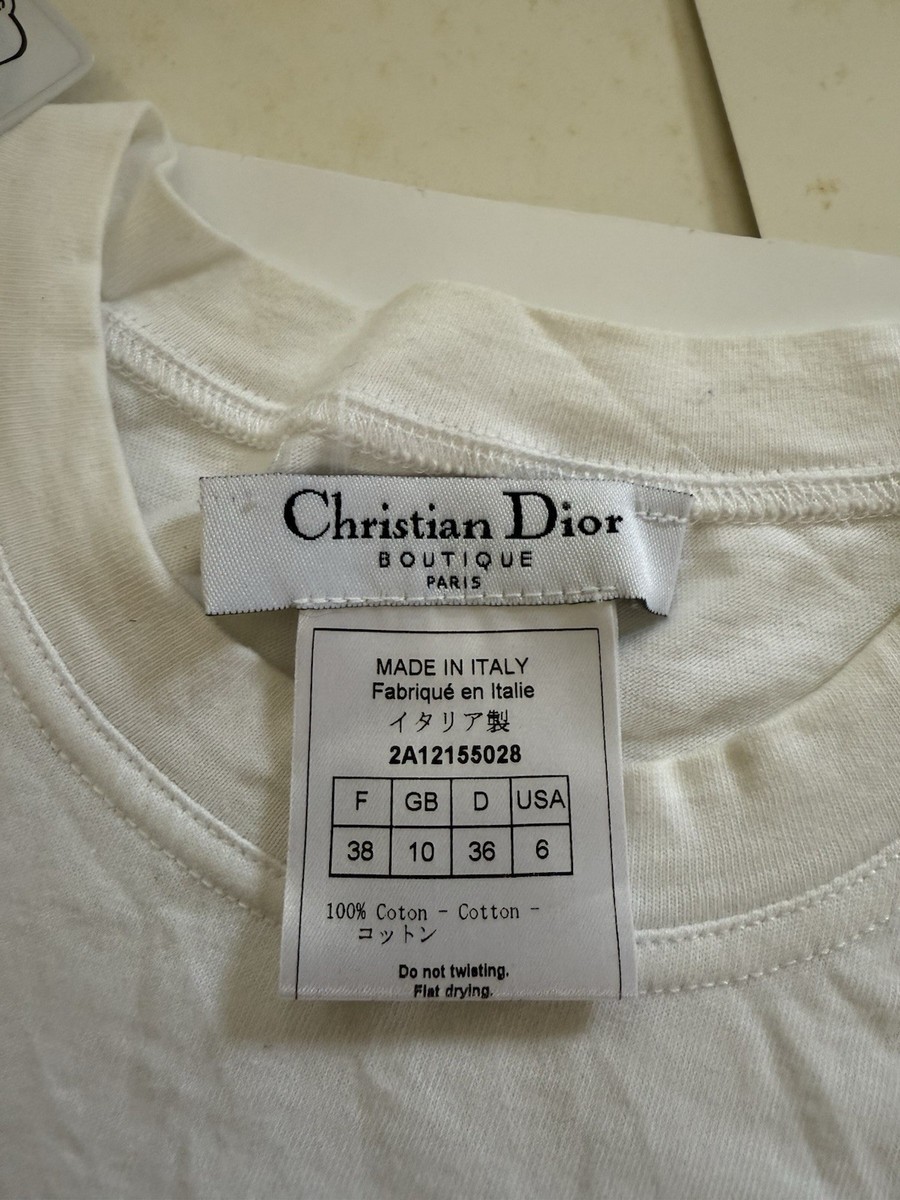 Christian Dior
BOUTIQUE
PARIS
MADE IN ITALY
Fabriqué en Italie
イタリア製
2A12155028
F GB D USA
38 10 36 6
100% Coton - Cotton -
コットン
Do not twisting.
Flat drying.